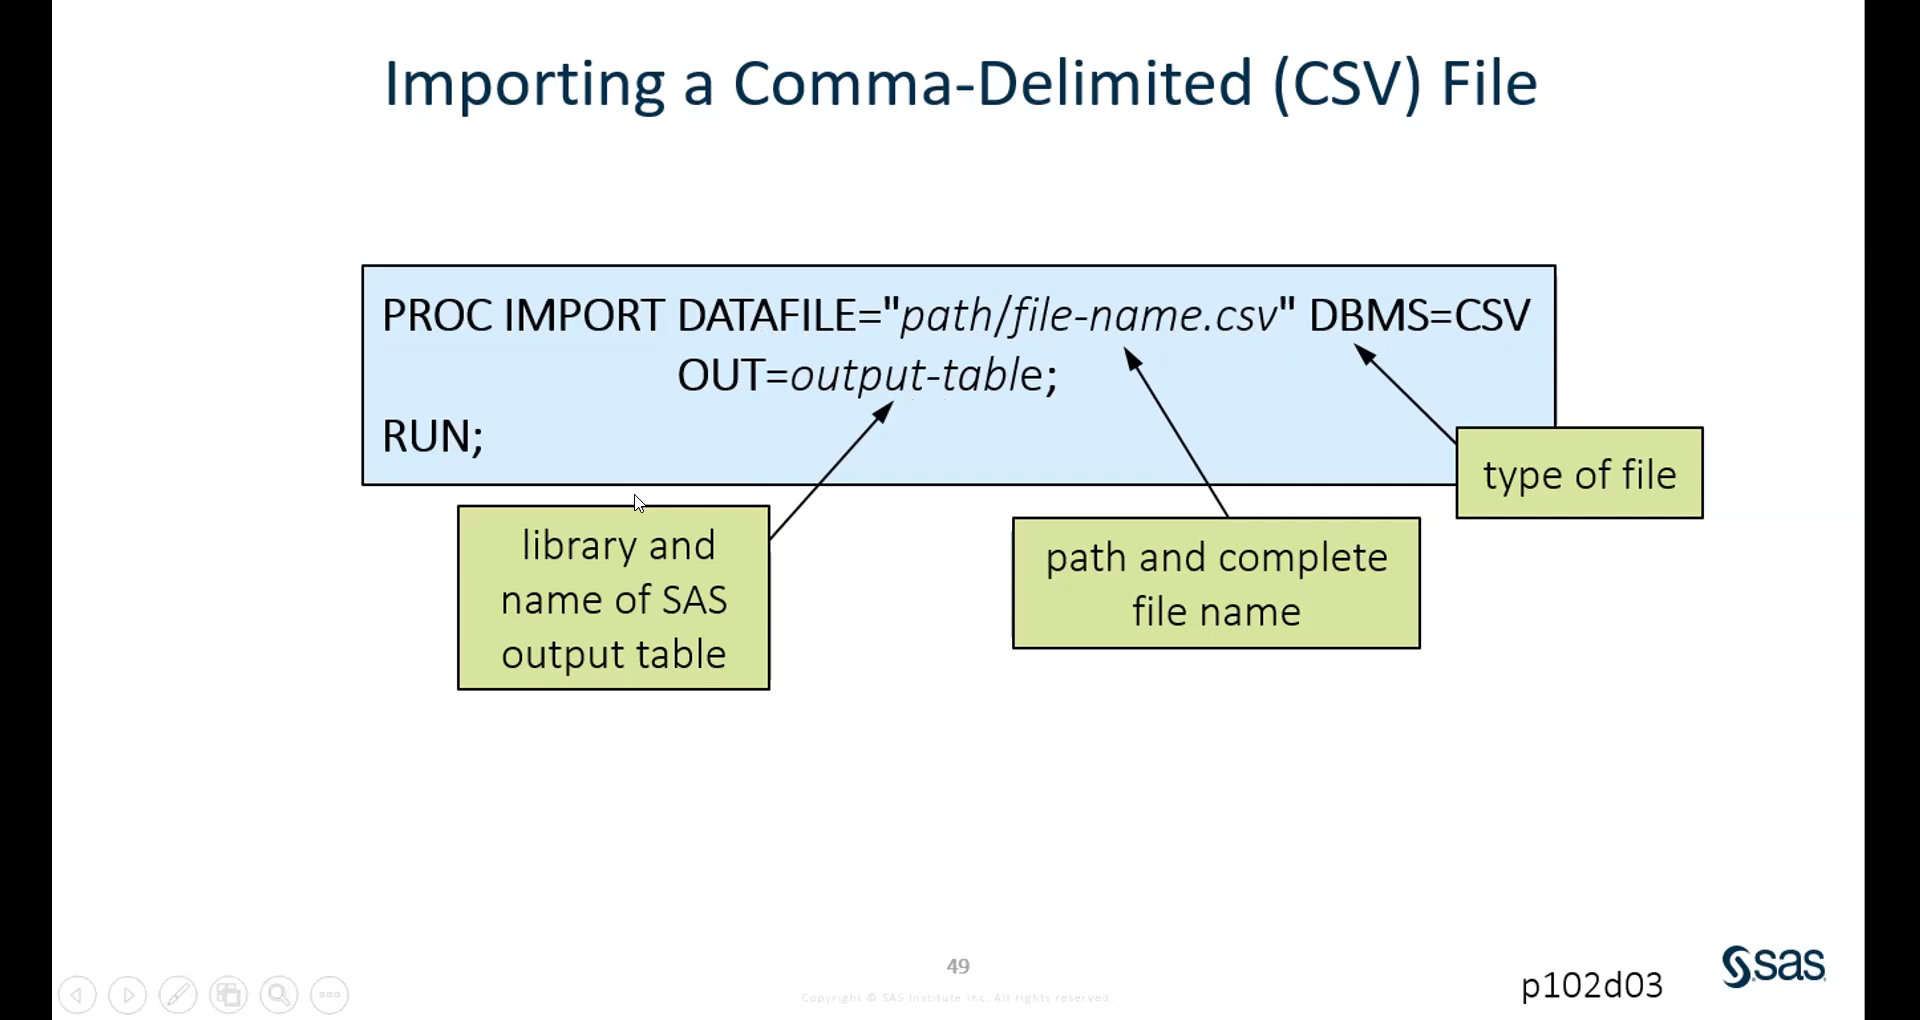 Importing a Comma-Delimited (CSV) File
PROC IMPORT DATAFILE="path/file-name.csv" DBMS=CSV
OUT=output-table;
RUN;
type of file
library and
name of SAS
output table
path and complete
file name
49
Copyright © SAS Institute Inc. All rights reserved.
p102d03
sas